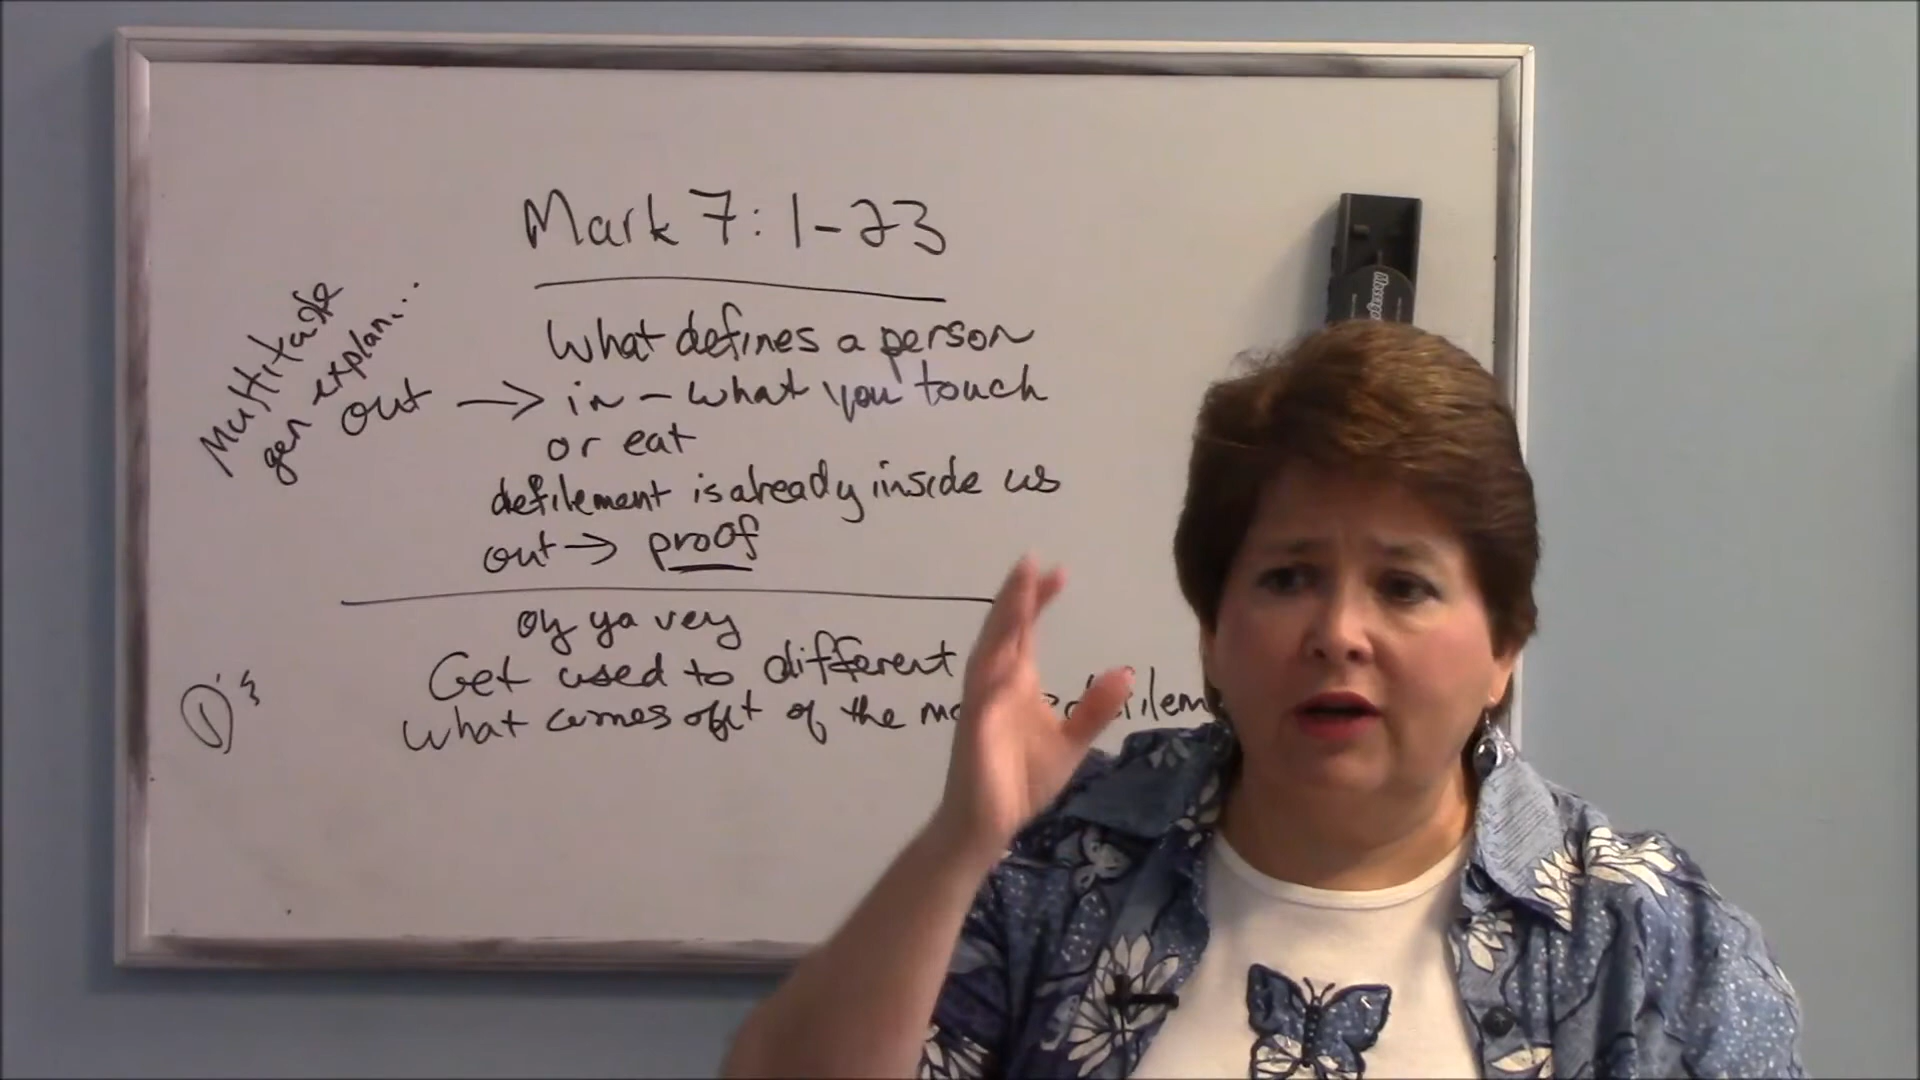 Mark 7:1-23
What defines a person
Multitude
gen explan...
out → in - what you touch
or eat
defilement is already inside us
out → proof
oy ya vey
Get used to different
D's
What comes out of the defilem